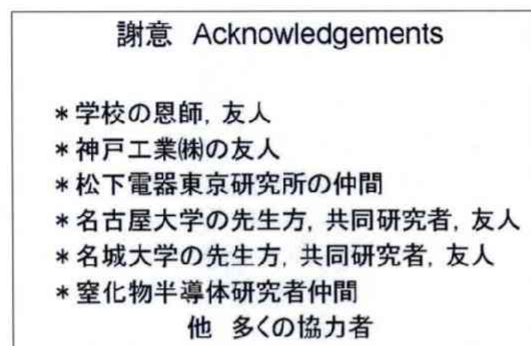 謝意 Acknowledgements
*学校の恩師, 友人
*神戸工業㈱の友人
*松下電器東京研究所の仲間
*名古屋大学の先生方, 共同研究者, 友人
*名城大学の先生方, 共同研究者, 友人
*窒化物半導体研究者仲間
他 多くの協力者